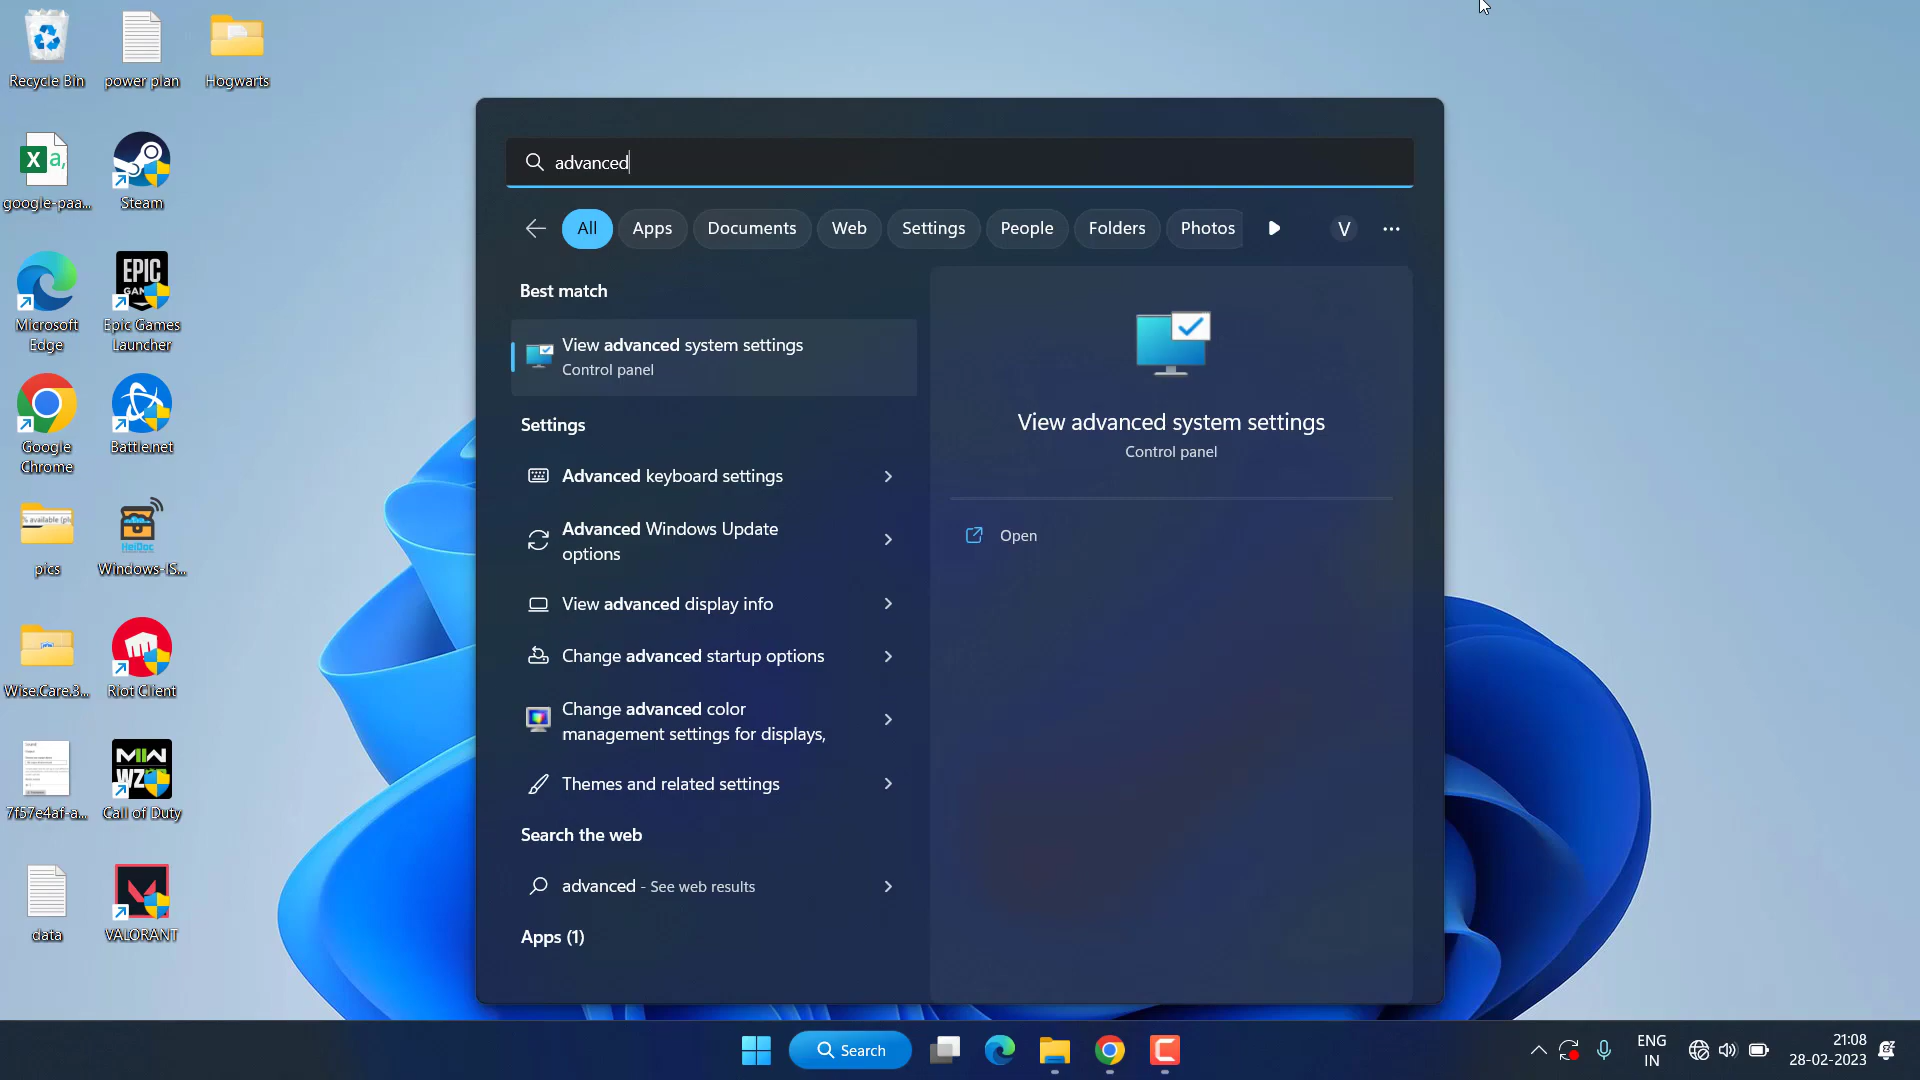 Recycle Bin
power plan
Hogwarts
google-paa...
Steam
Microsoft
Edge
EPIC
Epic Games
Launcher
Google
Chrome
Battle.net
pics
HeiDoc
Windows-IS...
Wise.Care.3...
Riot Client
7f57e4af-a...
MW
WZ
Call of Duty
data
VALORANT
advanced
All
Apps
Documents
Web
Settings
People
Folders
Photos
V
Best match
View advanced system settings
Control panel
Settings
Advanced keyboard settings
Advanced Windows Update
options
View advanced display info
Change advanced startup options
Change advanced color
management settings for displays,
Themes and related settings
Search the web
advanced - See web results
Apps (1)
View advanced system settings
Control panel
Open
Search
ENG
IN
21:08
28-02-2023